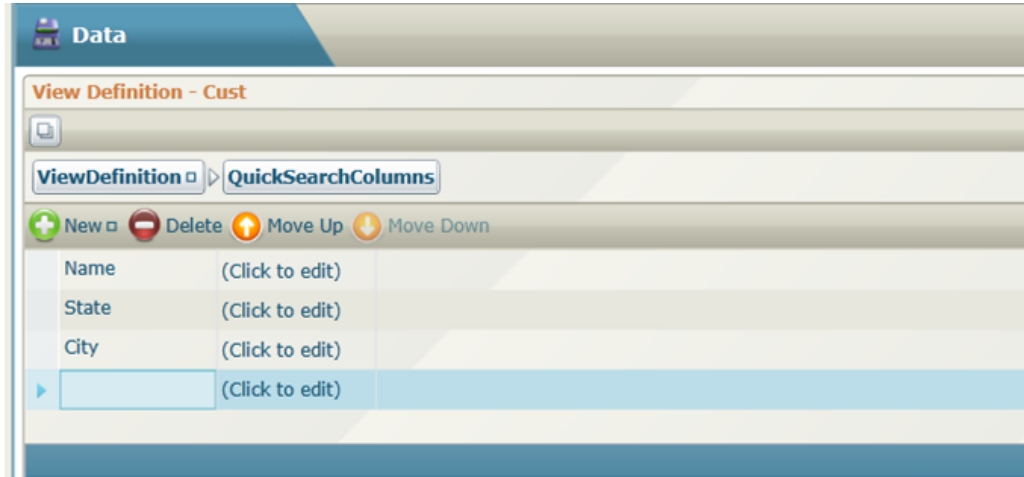 Data
View Definition - Cust
ViewDefinition QuickSearchColumns
New Delete Move Up Move Down
Name (Click to edit)
State (Click to edit)
City (Click to edit)
(Click to edit)